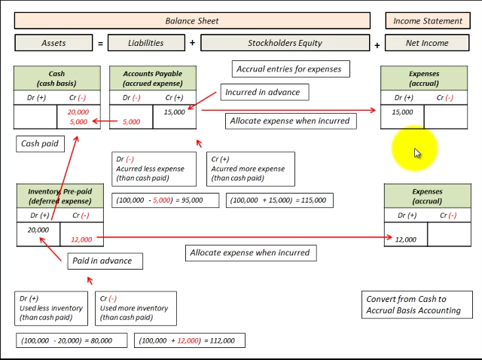 Balance Sheet
Income Statement
Assets = Liabilities + Stockholders Equity + Net Income
Cash
(cash basis)
Dr (+) Cr (-)
20,000
5,000
Accounts Payable
(accrued expense)
Dr (-) Cr (+)
15,000
5,000
Accrual entries for expenses
Incurred in advance
Allocate expense when incurred
Expenses
(accrual)
Dr (+) Cr (-)
15,000
Cash paid
Dr (-)
Acurred less expense
(than cash paid)
Cr (+)
Acurred more expense
(than cash paid)
(100,000 - 5,000) = 95,000
(100,000 + 15,000) = 115,000
Inventory, Pre-paid
(deferred expense)
Dr (+) Cr (-)
20,000
12,000
Paid in advance
Allocate expense when incurred
Expenses
(accrual)
Dr (+) Cr (-)
12,000
Dr (+)
Used less inventory
(than cash paid)
Cr (-)
Used more inventory
(than cash paid)
(100,000 - 20,000) = 80,000
(100,000 + 12,000) = 112,000
Convert from Cash to
Accrual Basis Accounting